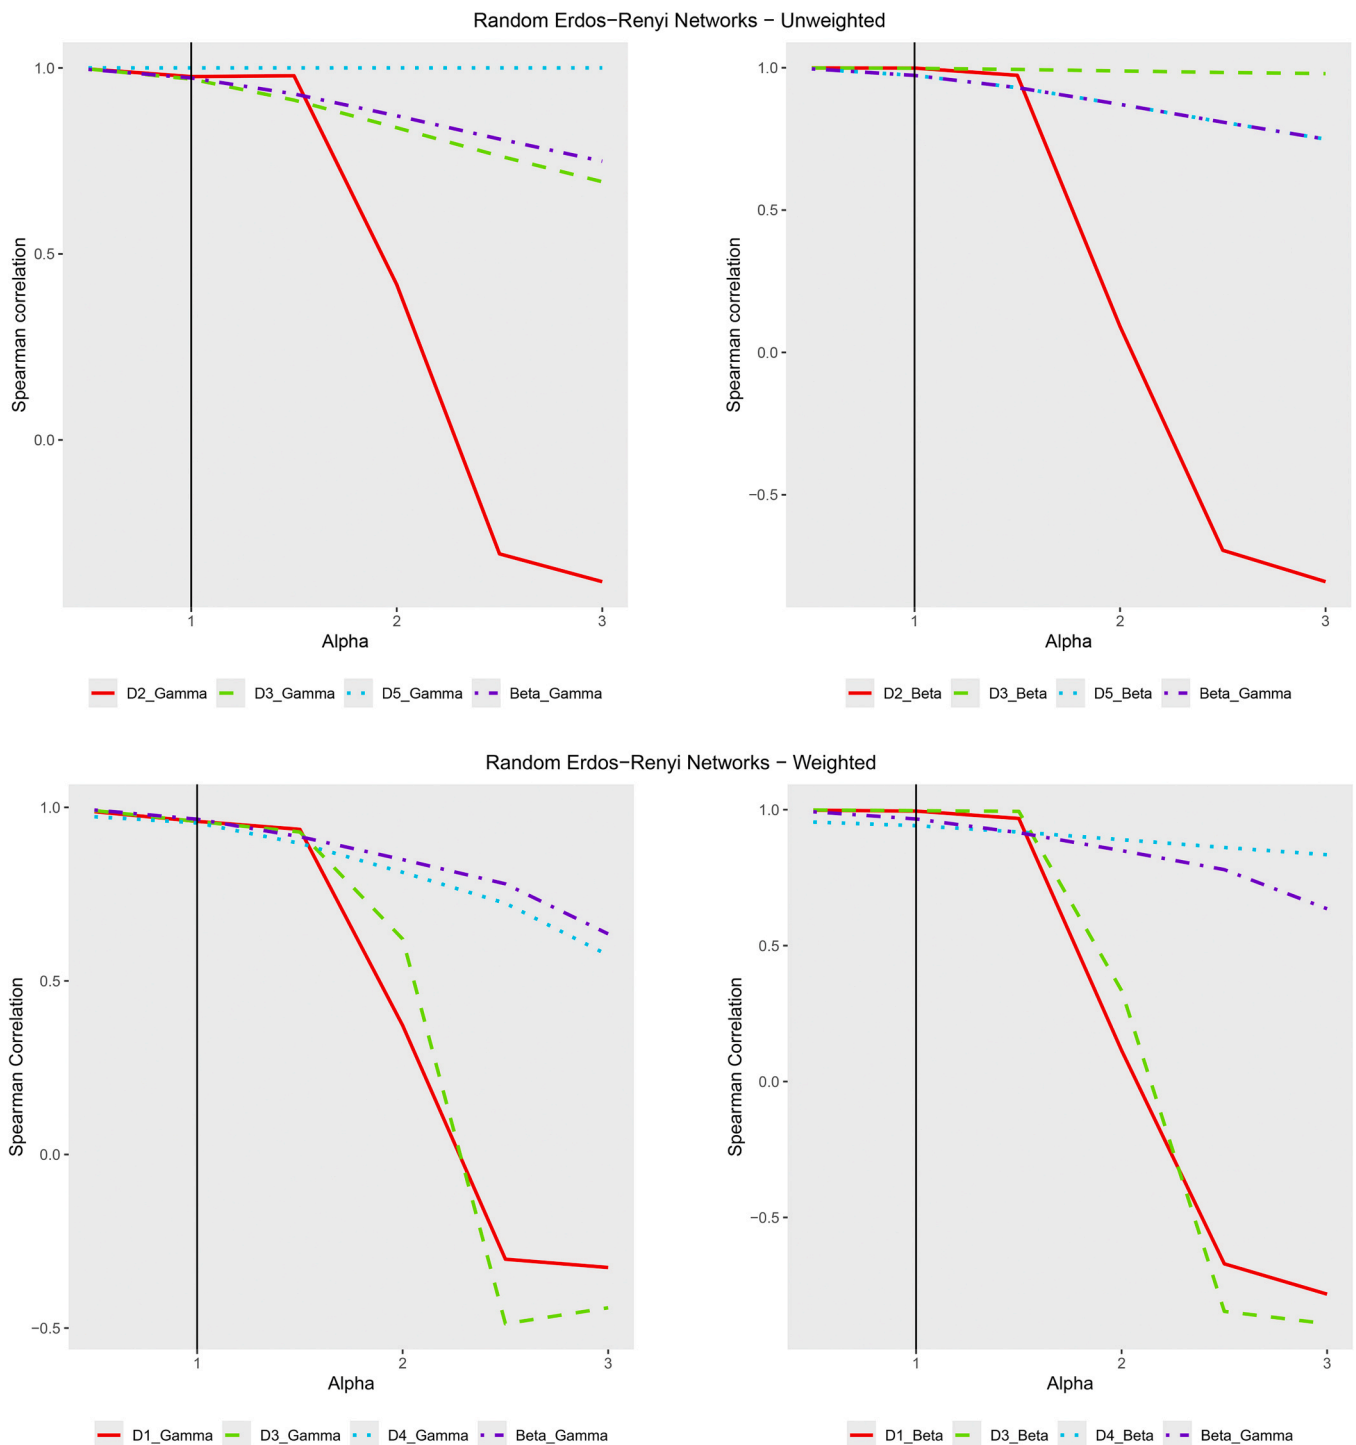 Random Erdos−Renyi Networks − Unweighted
1.0
0.5
0.0
Spearman correlation
1 2 3
Alpha
D2_Gamma D3_Gamma D5_Gamma Beta_Gamma
1.0
0.5
0.0
−0.5
Spearman correlation
1 2 3
Alpha
D2_Beta D3_Beta D5_Beta Beta_Gamma
Random Erdos−Renyi Networks − Weighted
1.0
0.5
0.0
−0.5
Spearman Correlation
1 2 3
Alpha
D1_Gamma D3_Gamma D4_Gamma Beta_Gamma
1.0
0.5
0.0
−0.5
Spearman Correlation
1 2 3
Alpha
D1_Beta D3_Beta D4_Beta Beta_Gamma